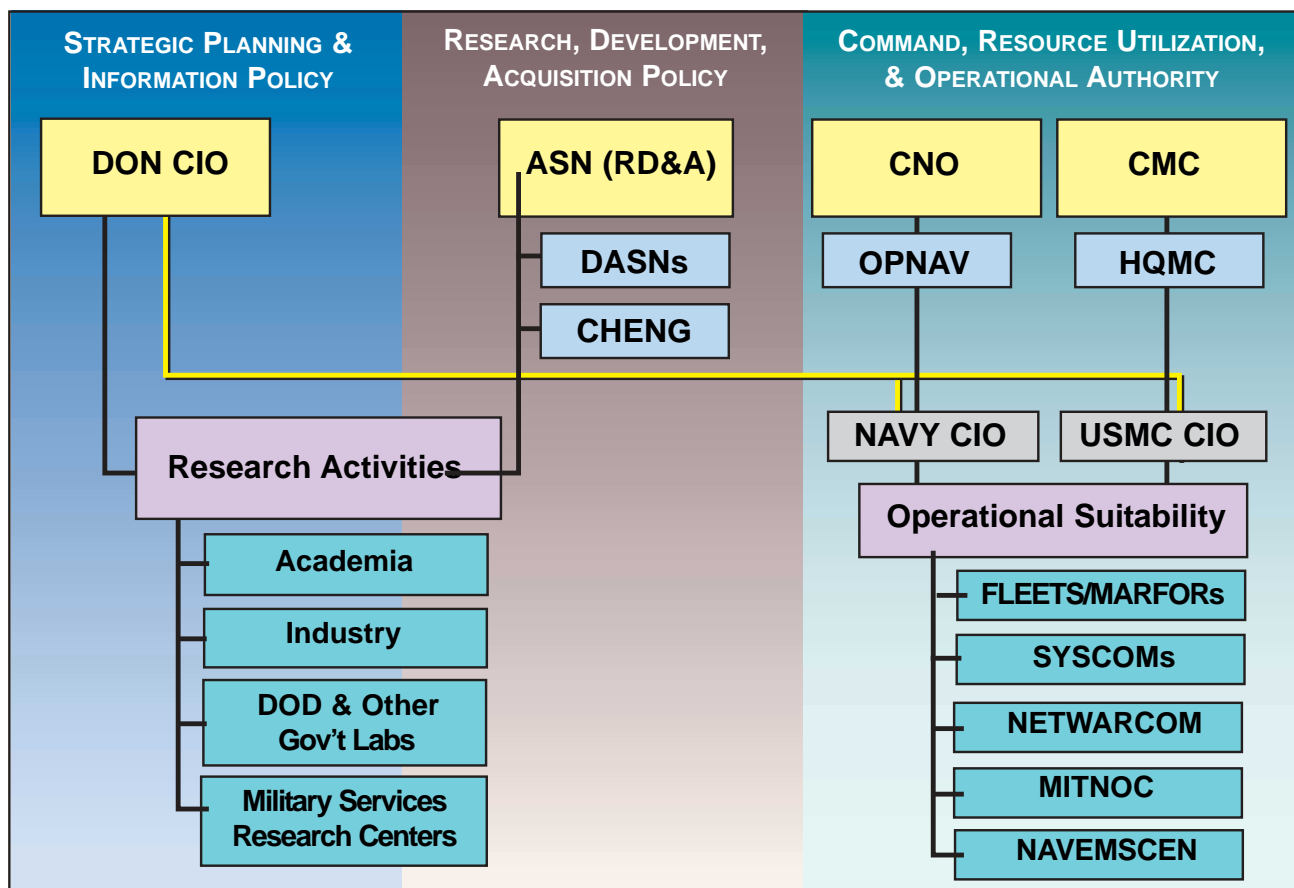 STRATEGIC PLANNING &
INFORMATION POLICY
RESEARCH, DEVELOPMENT,
ACQUISITION POLICY
COMMAND, RESOURCE UTILIZATION,
& OPERATIONAL AUTHORITY
DON CIO
ASN (RD&A)
CNO
CMC
DASNs
OPNAV
HQMC
CHENG
NAVY CIO
USMC CIO
Research Activities
Operational Suitability
Academia
Industry
DOD & Other
Gov’t Labs
Military Services
Research Centers
FLEETS/MARFORs
SYSCOMs
NETWARCOM
MITNOC
NAVEMSCEN